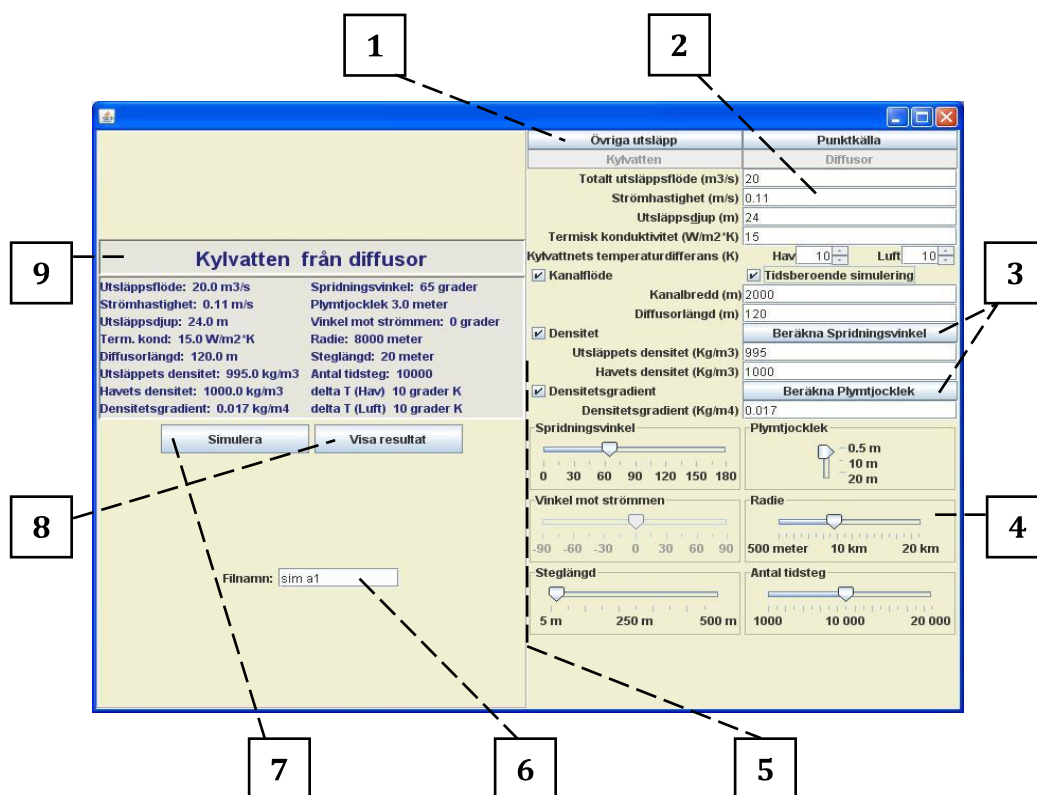 1
2
Övriga utsläpp
Punktkälla
Kylvatten
Diffusor
Totalt utsläppsflöde (m3/s) 20
Strömhastighet (m/s) 0.11
Utsläppsdjup (m) 24
Termisk konduktivitet (W/m2*K) 15
Kylvattnets temperaturdifferans (K) Hav 10 Luft 10
Kanalflöde
Tidsberoende simulering
Kanalbredd (m) 2000
Diffusorlängd (m) 120
Densitet
Beräkna Spridningsvinkel
Utsläppets densitet (Kg/m3) 995
Havets densitet (Kg/m3) 1000
Densitetsgradient
Beräkna Plymtjocklek
Densitetsgradient (Kg/m4) 0.017
3
Spridningsvinkel
0 30 60 90 120 150 180
Plymtjocklek
0.5 m
10 m
20 m
Vinkel mot strömmen
-90 -60 -30 0 30 60 90
Radie
500 meter 10 km 20 km
4
Steglängd
5 m 250 m 500 m
Antal tidsteg
1000 10 000 20 000
9
Kylvatten från diffusor
Utsläppsflöde: 20.0 m3/s Spridningsvinkel: 65 grader
Strömhastighet: 0.11 m/s Plymtjocklek 3.0 meter
Utsläppsdjup: 24.0 m Vinkel mot strömmen: 0 grader
Term. kond: 15.0 W/m2*K Radie: 8000 meter
Diffusorlängd: 120.0 m Steglängd: 20 meter
Utsläppets densitet: 995.0 kg/m3 Antal tidsteg: 10000
Havets densitet: 1000.0 kg/m3 delta T (Hav) 10 grader K
Densitetsgradient: 0.017 kg/m4 delta T (Luft) 10 grader K
Simulera
Visa resultat
8
Filnamn: sim a1
7
6
5